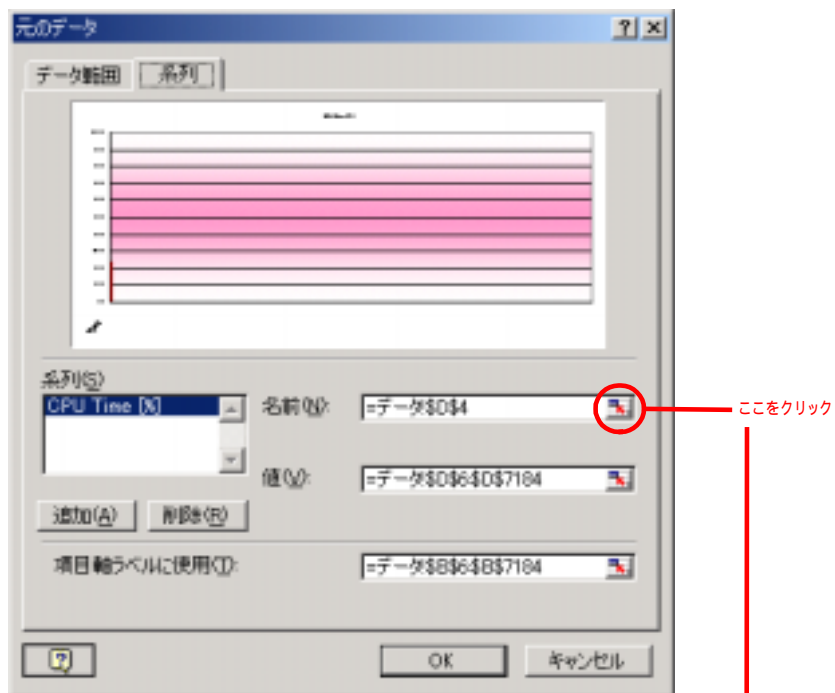 元のデータ
データ範囲
系列
系列(S)
CPU Time [%]
名前(N):
=データ!$D$4
ここをクリック
値(V):
=データ!$D$6:$D$7184
追加(A)
削除(R)
項目軸ラベルに使用(T):
=データ!$B$6:$B$7184
OK
キャンセル